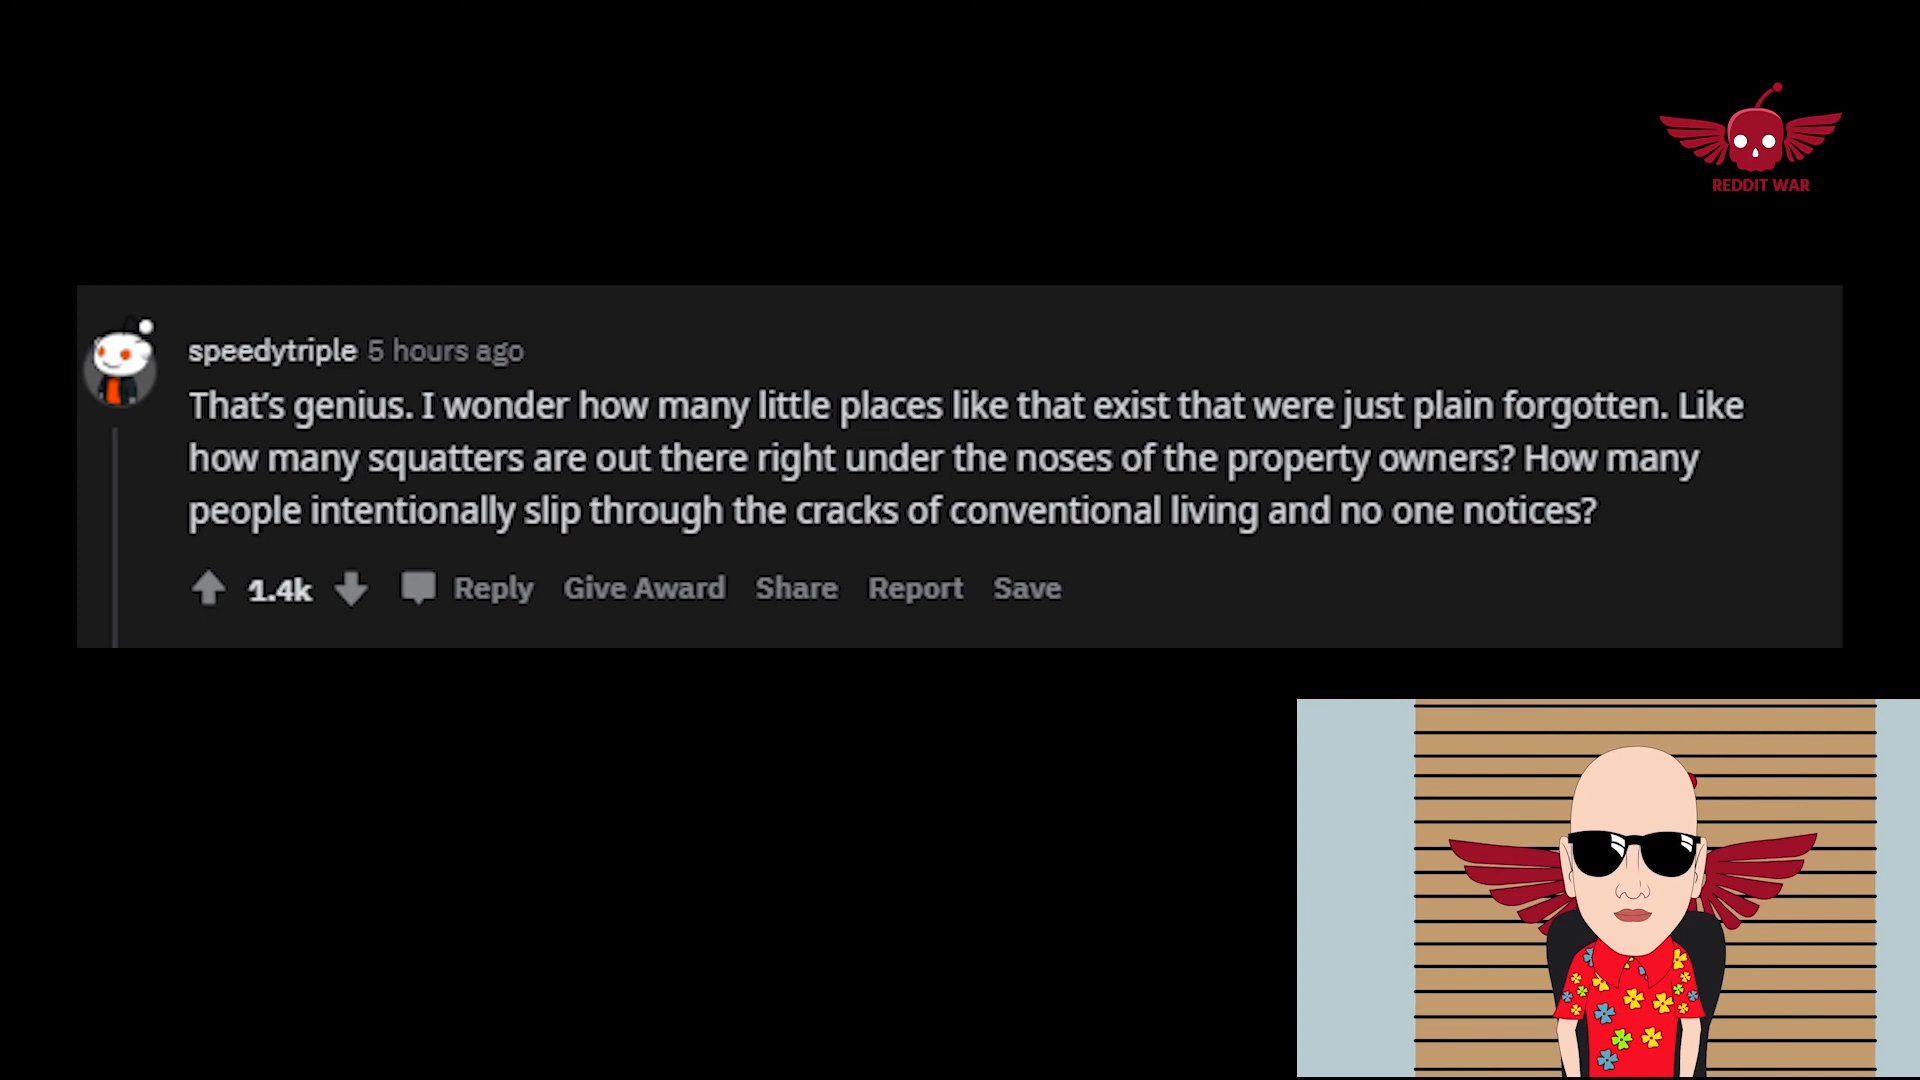 REDDIT WAR
speedytriple 5 hours ago
That's genius. I wonder how many little places like that exist that were just plain forgotten. Like
how many squatters are out there right under the noses of the property owners? How many
people intentionally slip through the cracks of conventional living and no one notices?
1.4k Reply Give Award Share Report Save